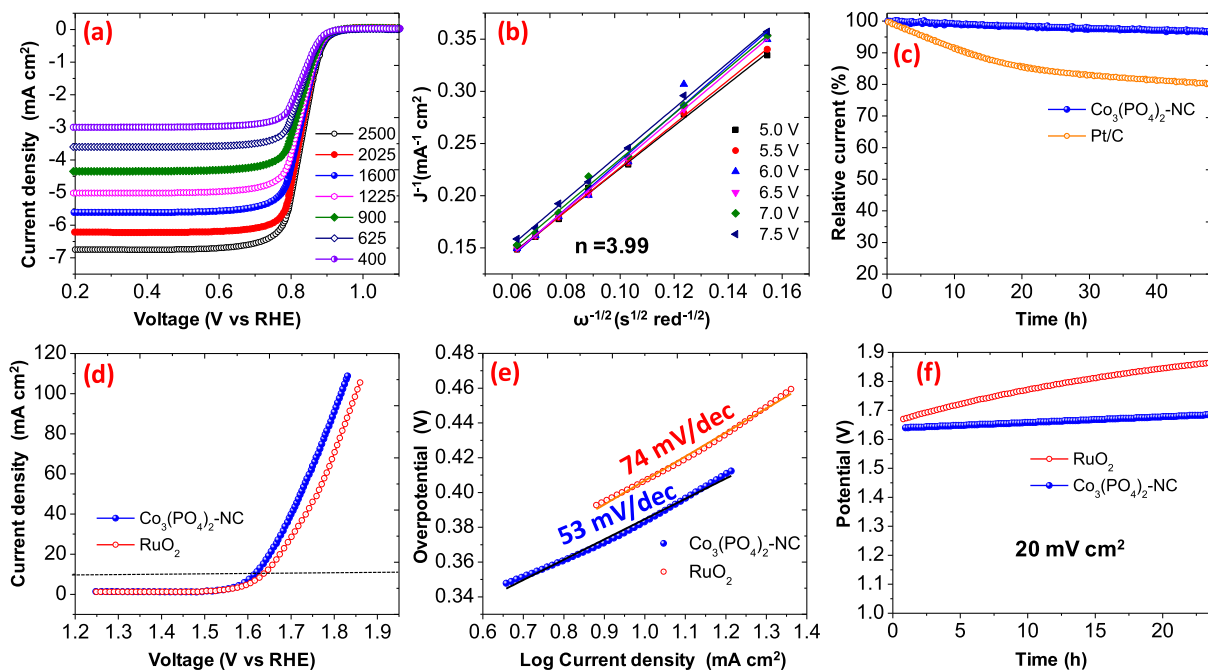 (a)
0
-1
-2
-3
-4
-5
-6
-7
Current density (mA cm²)
2500
2025
1600
1225
900
625
400
0.2 0.4 0.6 0.8 1.0
Voltage (V vs RHE)
(b)
0.35
0.30
0.25
0.20
0.15
J⁻¹(mA⁻¹ cm²)
5.0 V
5.5 V
6.0 V
6.5 V
7.0 V
7.5 V
n =3.99
0.06 0.08 0.10 0.12 0.14 0.16
ω⁻¹/² (s¹/² red⁻¹/²)
(c)
100
90
80
70
60
50
40
30
20
Relative current (%)
Co₃(PO₄)₂-NC
Pt/C
0 10 20 30 40
Time (h)
(d)
120
100
80
60
40
20
0
Current density (mA cm²)
Co₃(PO₄)₂-NC
RuO₂
1.2 1.3 1.4 1.5 1.6 1.7 1.8 1.9
Voltage (V vs RHE)
(e)
0.48
0.46
0.44
0.42
0.40
0.38
0.36
0.34
Overpotential (V)
74 mV/dec
53 mV/dec
Co₃(PO₄)₂-NC
RuO₂
0.6 0.7 0.8 0.9 1.0 1.1 1.2 1.3 1.4
Log Current density (mA cm²)
(f)
1.9
1.8
1.7
1.6
1.5
1.4
1.3
1.2
1.1
1.0
Potential (V)
RuO₂
Co₃(PO₄)₂-NC
20 mV cm²
0 5 10 15 20
Time (h)